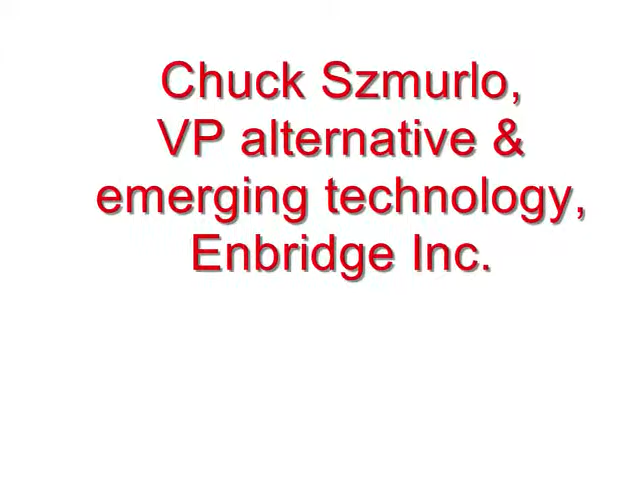 Chuck Szmurlo,
VP alternative &
emerging technology,
Enbridge Inc.